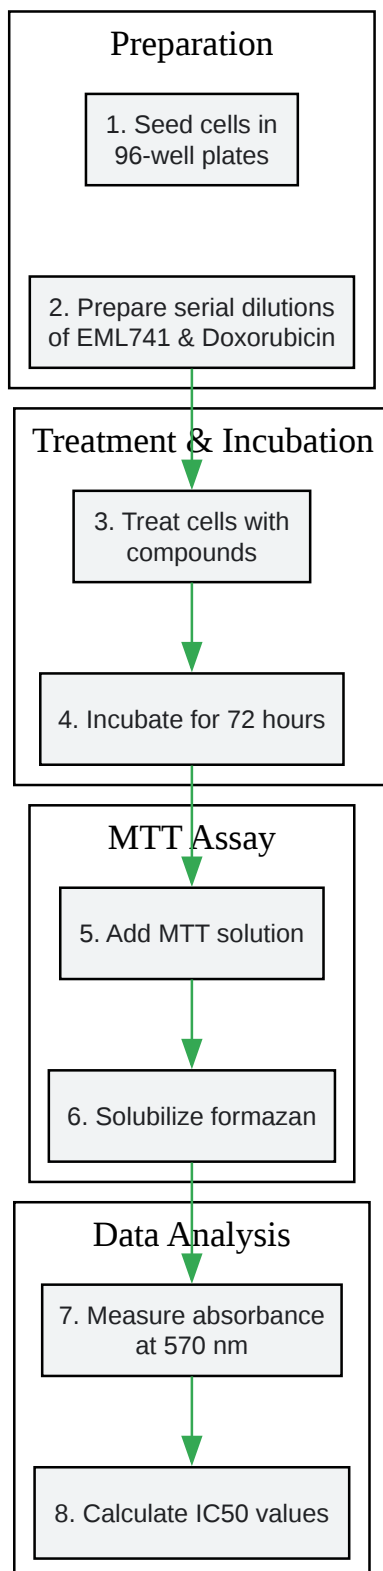 Preparation
1. Seed cells in
96-well plates
2. Prepare serial dilutions
of EML741 & Doxorubicin
Treatment & Incubation
3. Treat cells with
compounds
4. Incubate for 72 hours
MTT Assay
5. Add MTT solution
6. Solubilize formazan
Data Analysis
7. Measure absorbance
at 570 nm
8. Calculate IC50 values